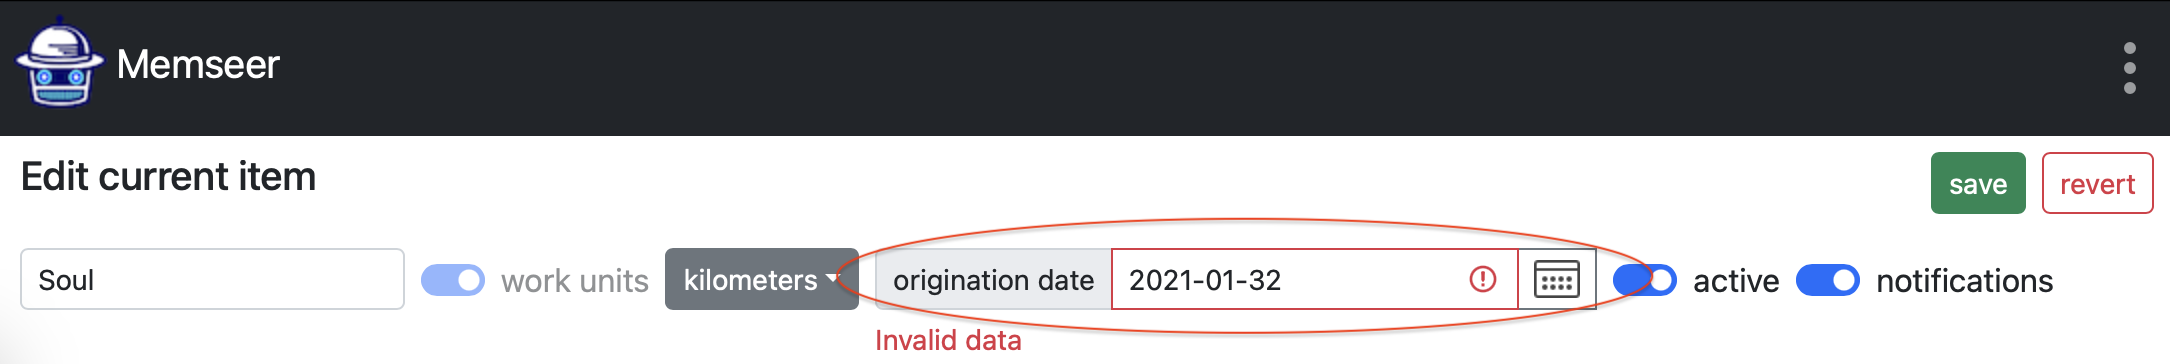 Memseer
Edit current item
save revert
Soul work units kilometers origination date 2021-01-32 active notifications
Invalid data